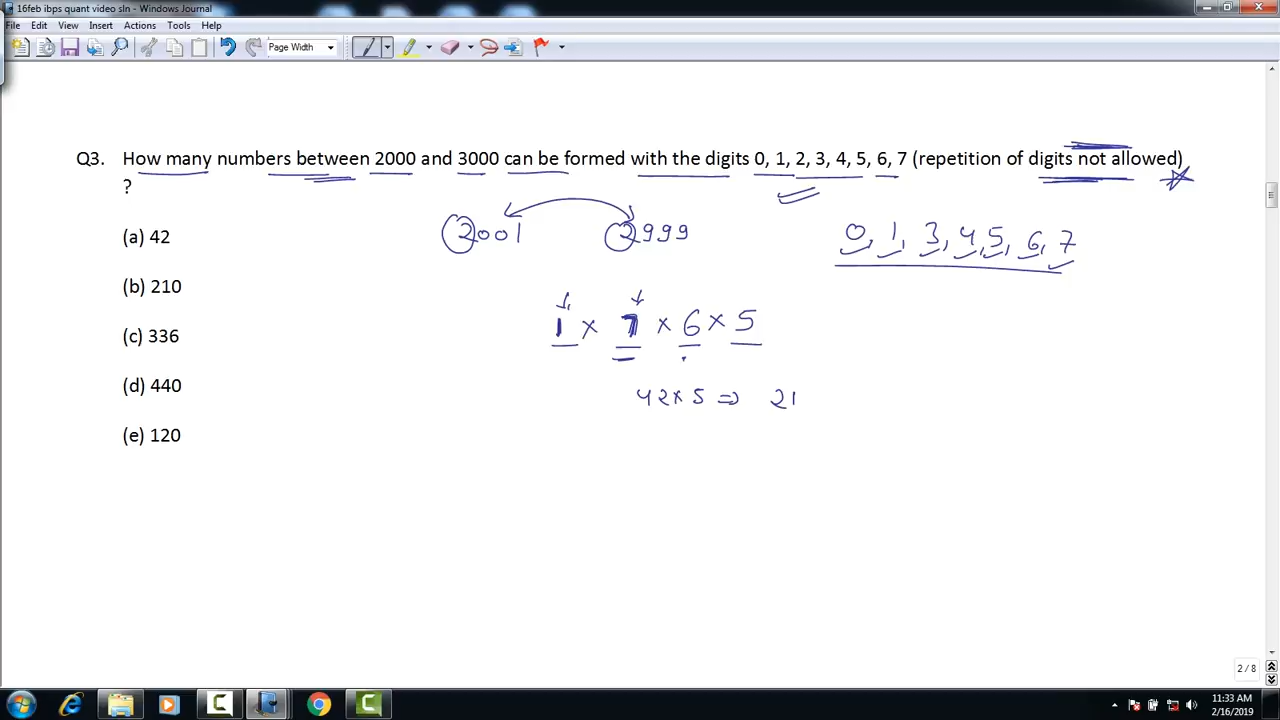 16feb ibps quant video sln - Windows Journal
File Edit View Insert Actions Tools Help
Page Width
Q3. How many numbers between 2000 and 3000 can be formed with the digits 0, 1, 2, 3, 4, 5, 6, 7 (repetition of digits not allowed)
?
2001 2999 0, 1, 3, 4, 5, 6, 7
(a) 42
(b) 210
1 × 7 × 6 × 5
(c) 336
(d) 440
42 × 5 ⇒ 21
(e) 120
2 / 8
11:33 AM
2/16/2019